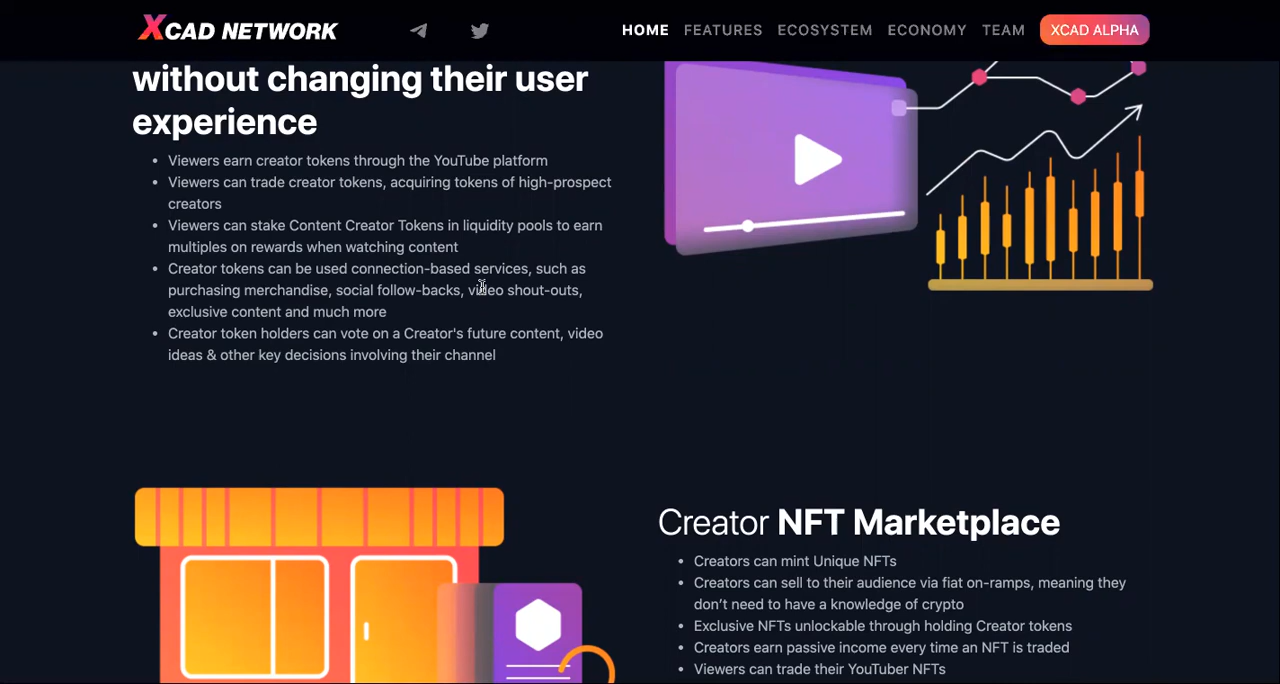 XCAD NETWORK
HOME FEATURES ECOSYSTEM ECONOMY TEAM XCAD ALPHA
without changing their user
experience
• Viewers earn creator tokens through the YouTube platform
• Viewers can trade creator tokens, acquiring tokens of high-prospect
creators
• Viewers can stake Content Creator Tokens in liquidity pools to earn
multiples on rewards when watching content
• Creator tokens can be used connection-based services, such as
purchasing merchandise, social follow-backs, video shout-outs,
exclusive content and much more
• Creator token holders can vote on a Creator's future content, video
ideas & other key decisions involving their channel
Creator NFT Marketplace
• Creators can mint Unique NFTs
• Creators can sell to their audience via fiat on-ramps, meaning they
don’t need to have a knowledge of crypto
• Exclusive NFTs unlockable through holding Creator tokens
• Creators earn passive income every time an NFT is traded
• Viewers can trade their YouTuber NFTs